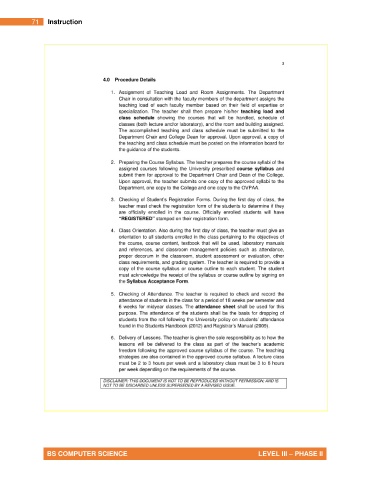 71 Instruction
3
4.0 Procedure Details
1. Assignment of Teaching Load and Room Assignments. The Department
Chair in consultation with the faculty members of the department assigns the
teaching load of each faculty member based on their field of expertise or
specialization. The teacher shall then prepare his/her teaching load and
class schedule showing the courses that will be handled, schedule of
classes (both lecture and/or laboratory), and the room and building assigned.
The accomplished teaching and class schedule must be submitted to the
Department Chair and College Dean for approval. Upon approval, a copy of
the teaching and class schedule must be posted on the information board for
the guidance of the students.
2. Preparing the Course Syllabus. The teacher prepares the course syllabi of the
assigned courses following the University prescribed course syllabus and
submit them for approval to the Department Chair and Dean of the College.
Upon approval, the teacher submits one copy of the approved syllabi to the
Department, one copy to the College and one copy to the OVPAA.
3. Checking of Student's Registration Forms. During the first day of class, the
teacher must check the registration form of the students to determine if they
are officially enrolled in the course. Officially enrolled students will have
"REGISTERED" stamped on their registration form.
4. Class Orientation. Also during the first day of class, the teacher must give an
orientation to all students enrolled in the class pertaining to the objectives of
the course, course content, textbook that will be used, laboratory manuals
and references, and classroom management policies such as attendance,
proper decorum in the classroom, student assessment or evaluation, other
class requirements, and grading system. The teacher is required to provide a
copy of the course syllabus or course outline to each student. The student
must acknowledge the receipt of the syllabus or course outline by signing on
the Syllabus Acceptance Form.
5. Checking of Attendance. The teacher is required to check and record the
attendance of students in the class for a period of 18 weeks per semester and
6 weeks for midyear classes. The attendance sheet shall be used for this
purpose. The attendance of the students shall be the basis for dropping of
students from the roll following the University policy on students' attendance
found in the Students Handbook (2012) and Registrar's Manual (2009).
6. Delivery of Lessons. The teacher is given the sole responsibility as to how the
lessons will be delivered to the class as part of the teacher's academic
freedom following the approved course syllabus of the course. The teaching
strategies are also contained in the approved course syllabus. A lecture class
must be 2 to 3 hours per week and a laboratory class must be 3 to 6 hours
per week depending on the requirements of the course.
DISCLAIMER: THIS DOCUMENT IS NOT TO BE REPRODUCED WITHOUT PERMISSION, AND IS
NOT TO BE DISCARDED UNLESS SUPERSEDED BY A REVISED ISSUE.
BS COMPUTER SCIENCE LEVEL III – PHASE II